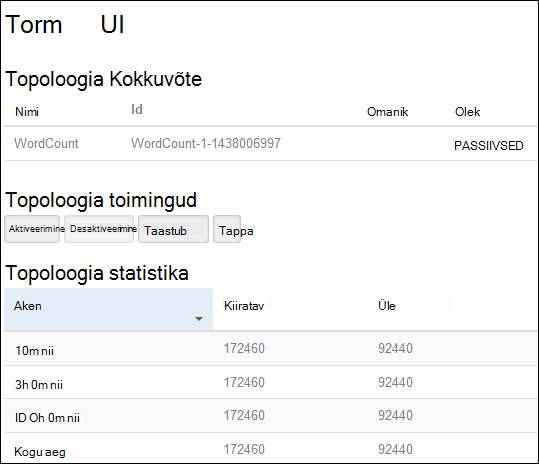 Torm UI
Topoloogia Kokkuvõte
Nimi Id Omanik Olek
WordCount WordCount-1-1438006997 PASSIIVSED
Topoloogia toimingud
Aktiveerimine Desaktiveerimine Taastub Tappa
Topoloogia statistika
Aken Kiiratav Üle
10m nii 172460 92440
3h 0m nii 172460 92440
ID Oh 0m nii 172460 92440
Kogu aeg 172460 92440